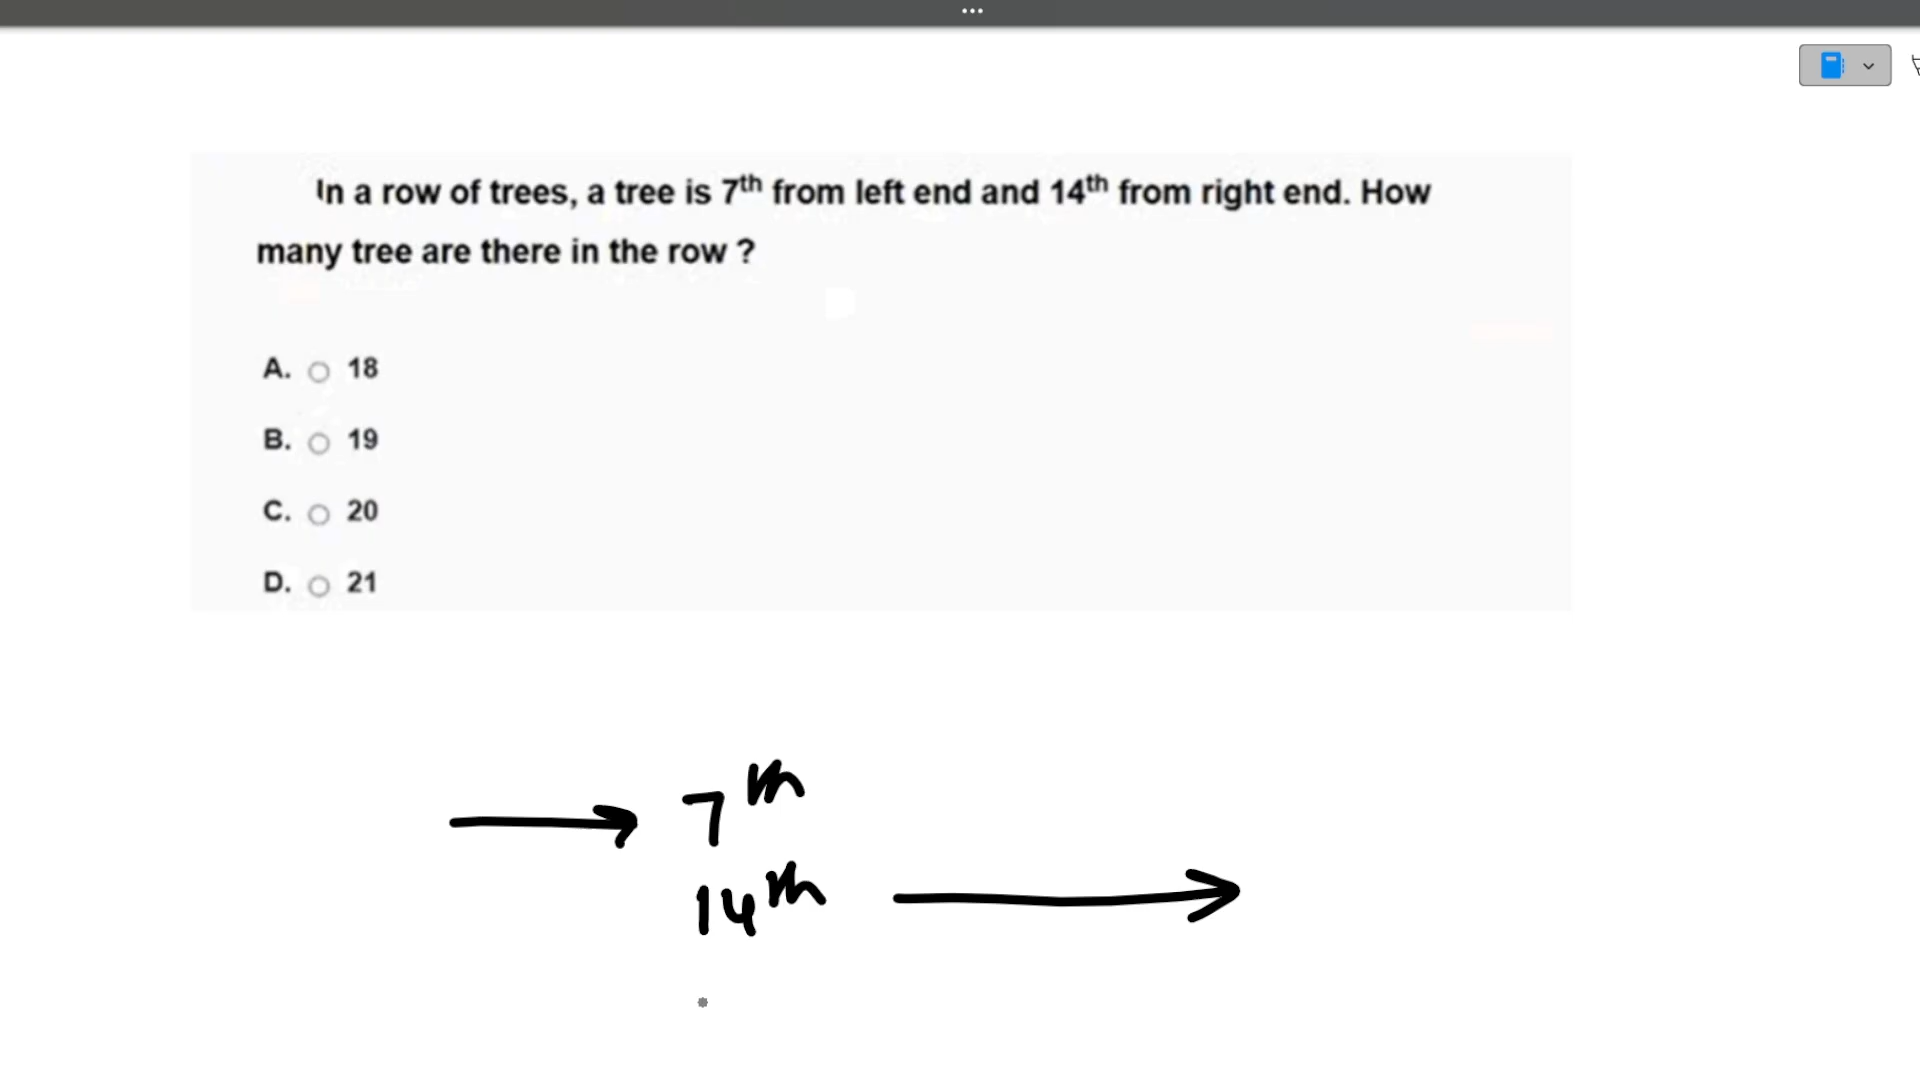 In a row of trees, a tree is 7th from left end and 14th from right end. How
many tree are there in the row ?
A. 18
B. 19
C. 20
D. 21
7th
14th